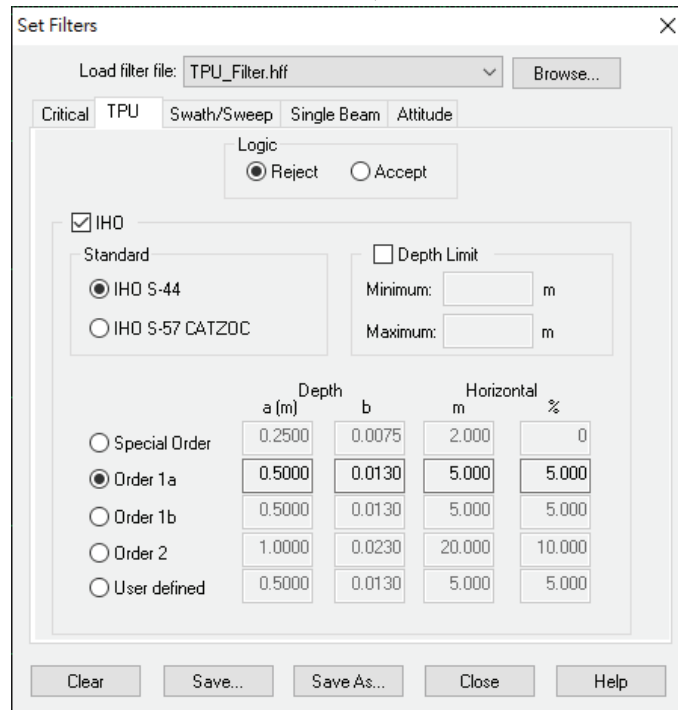 Set Filters
Load filter file: TPU_Filter.hff Browse...
Critical TPU Swath/Sweep Single Beam Attitude
Logic
Reject Accept
IHO
Standard
IHO S-44
IHO S-57 CATZOC
Depth Limit
Minimum: m
Maximum: m
Depth Horizontal
a (m) b m %
Special Order 0.2500 0.0075 2.000 0
Order 1a 0.5000 0.0130 5.000 5.000
Order 1b 0.5000 0.0130 5.000 5.000
Order 2 1.0000 0.0230 20.000 10.000
User defined 0.5000 0.0130 5.000 5.000
Clear Save... Save As... Close Help